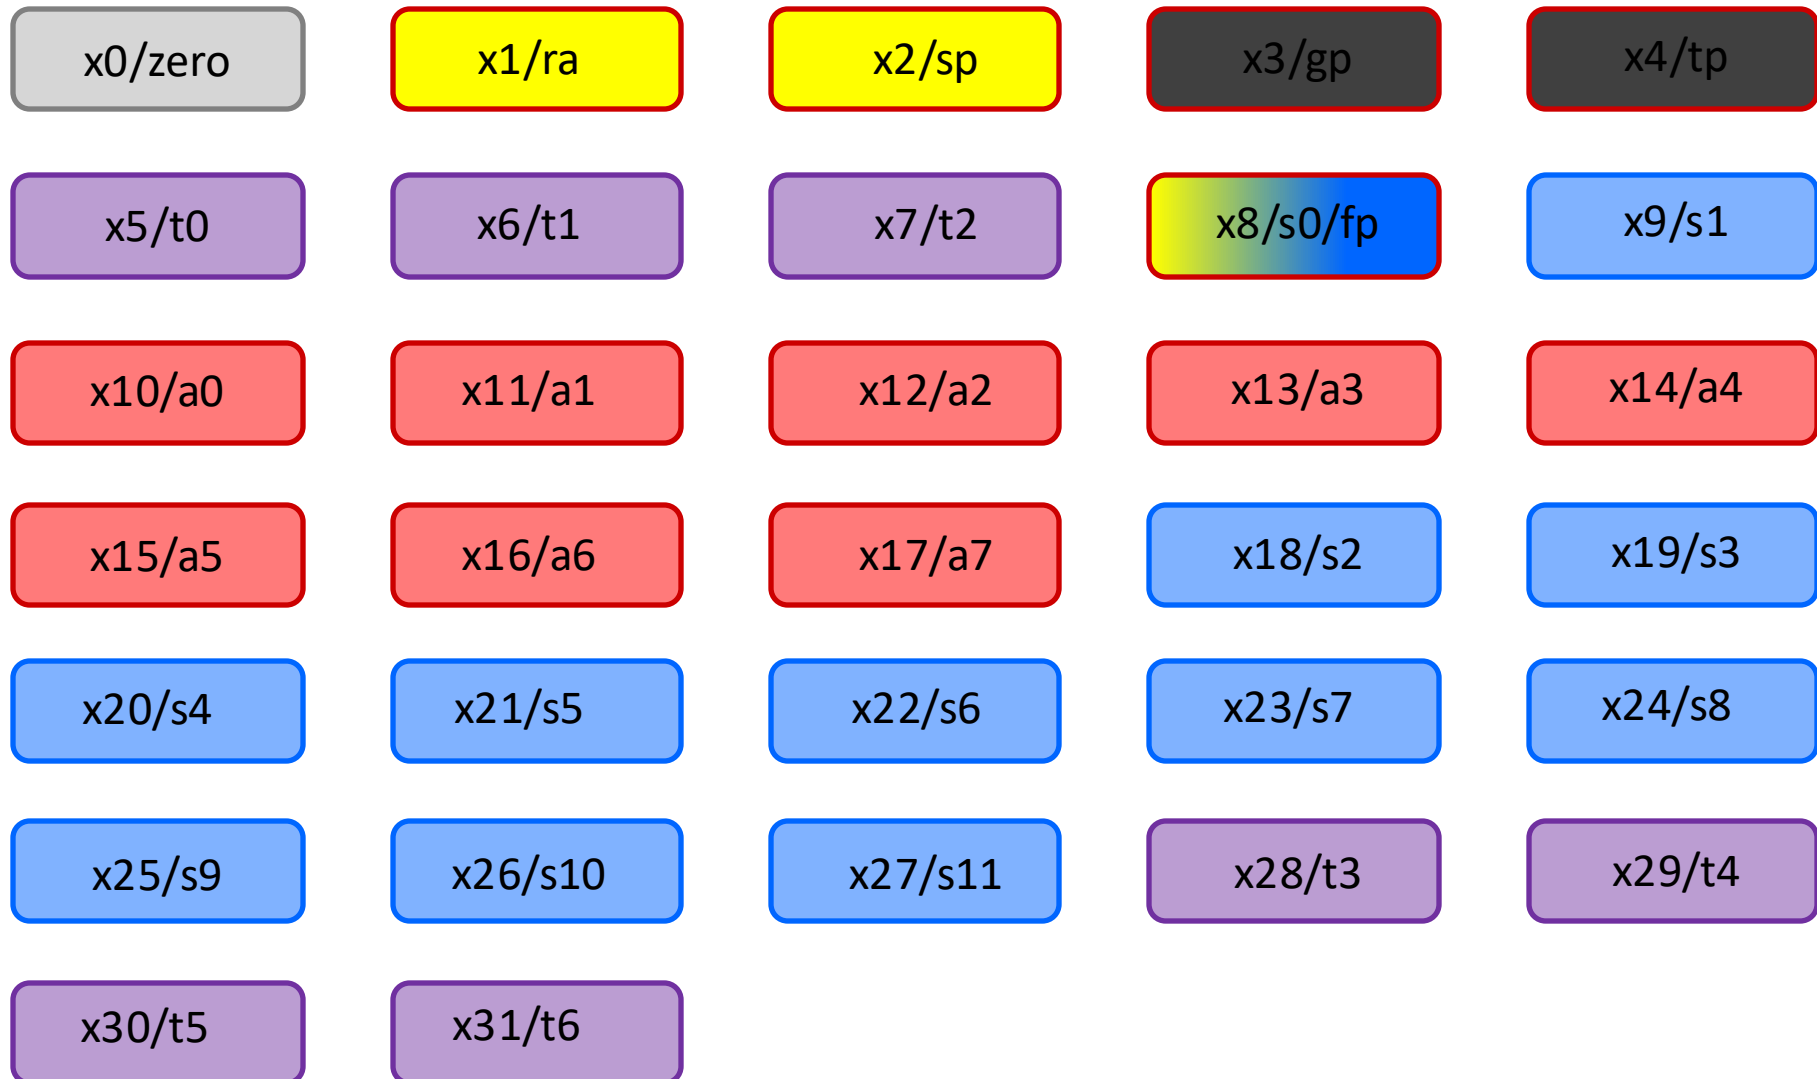 x0/zero
x1/ra
x2/sp
x3/gp
x4/tp
x5/t0
x6/t1
x7/t2
x8/s0/fp
x9/s1
x10/a0
x11/a1
x12/a2
x13/a3
x14/a4
x15/a5
x16/a6
x17/a7
x18/s2
x19/s3
x20/s4
x21/s5
x22/s6
x23/s7
x24/s8
x25/s9
x26/s10
x27/s11
x28/t3
x29/t4
x30/t5
x31/t6